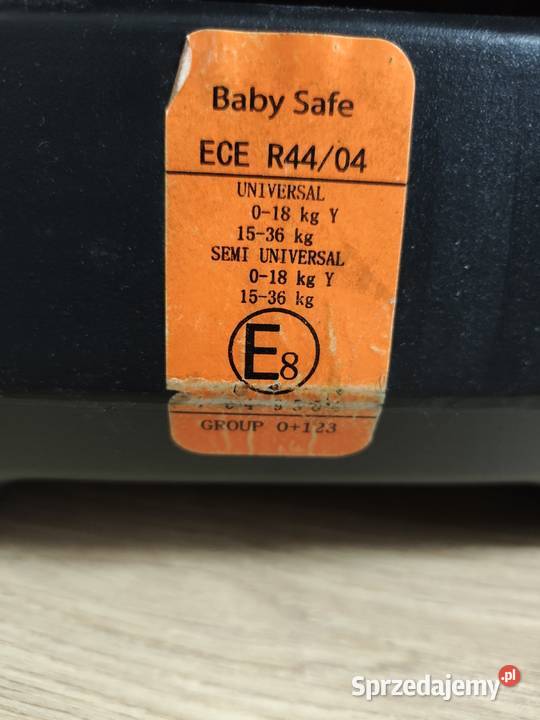 Baby Safe
ECE R44/04
UNIVERSAL
0-18 kg Y
15-36 kg
SEMI UNIVERSAL
0-18 kg Y
15-36 kg
E8
GROUP 0+123
Sprzedajemy.pl